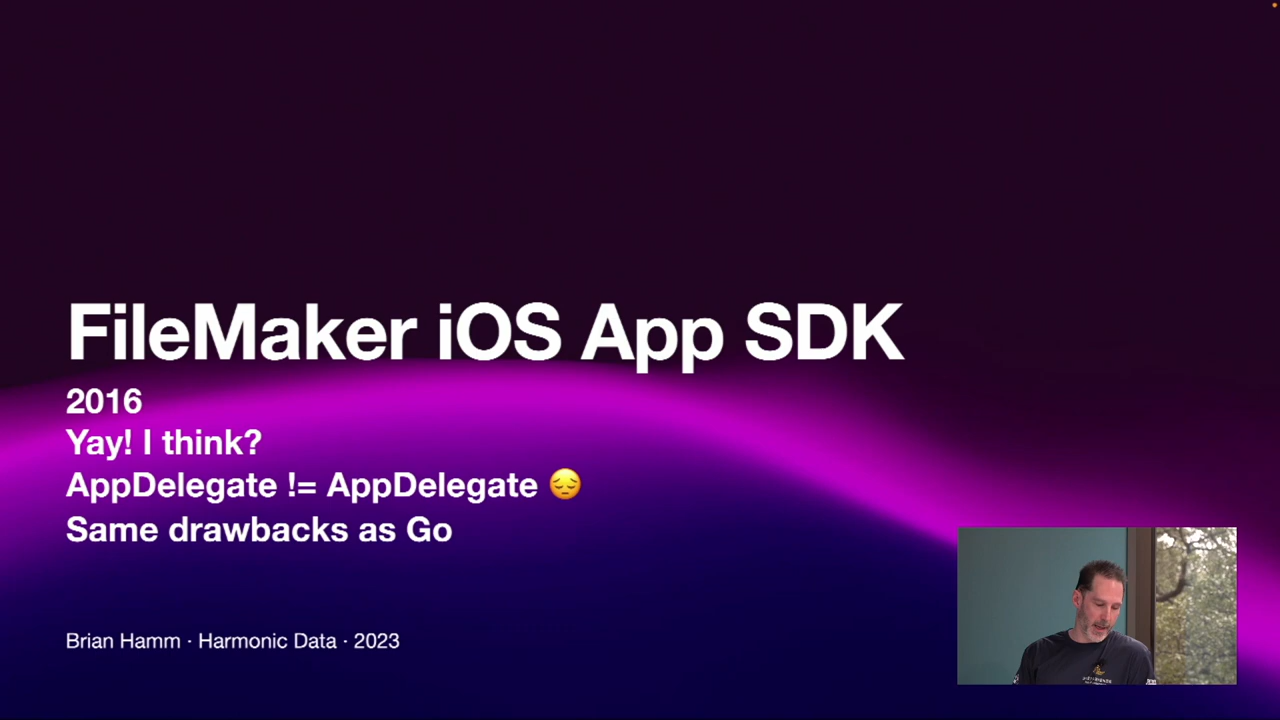 FileMaker iOS App SDK
2016
Yay! I think?
AppDelegate != AppDelegate 😔
Same drawbacks as Go
Brian Hamm · Harmonic Data · 2023